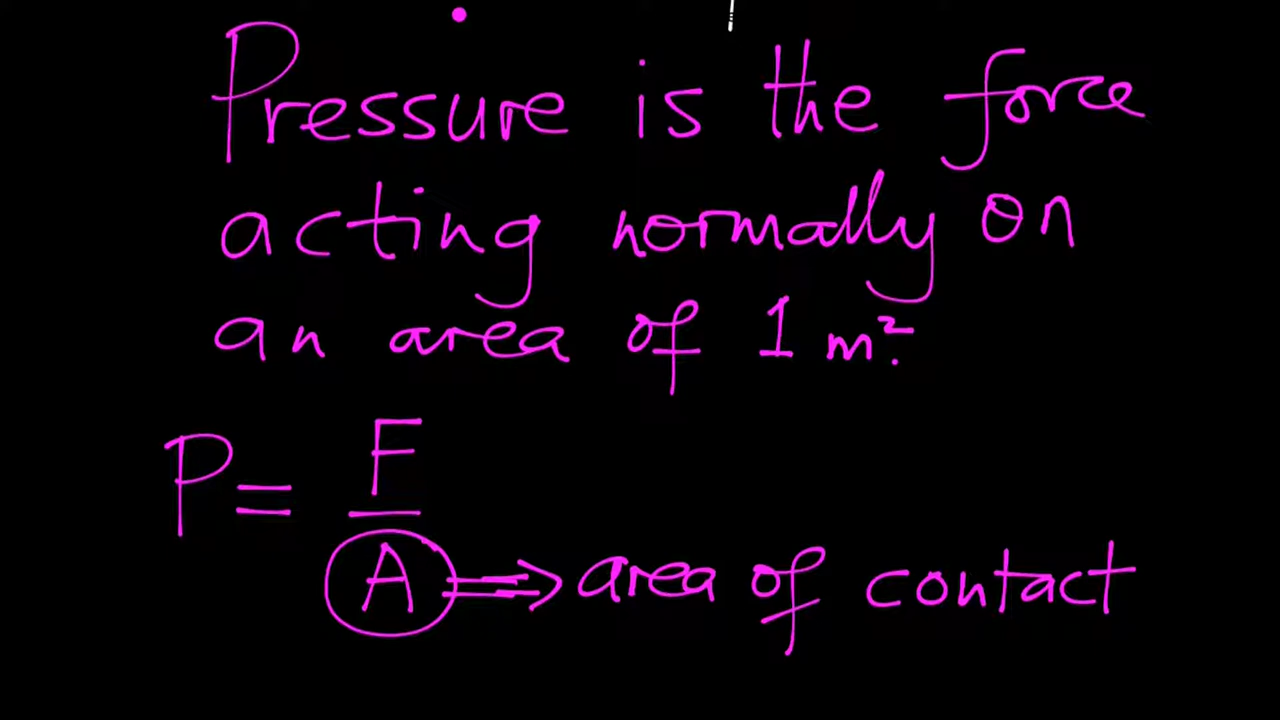 Pressure is the force
acting normally on
an area of 1 m².
P = F
A ⇒ area of contact